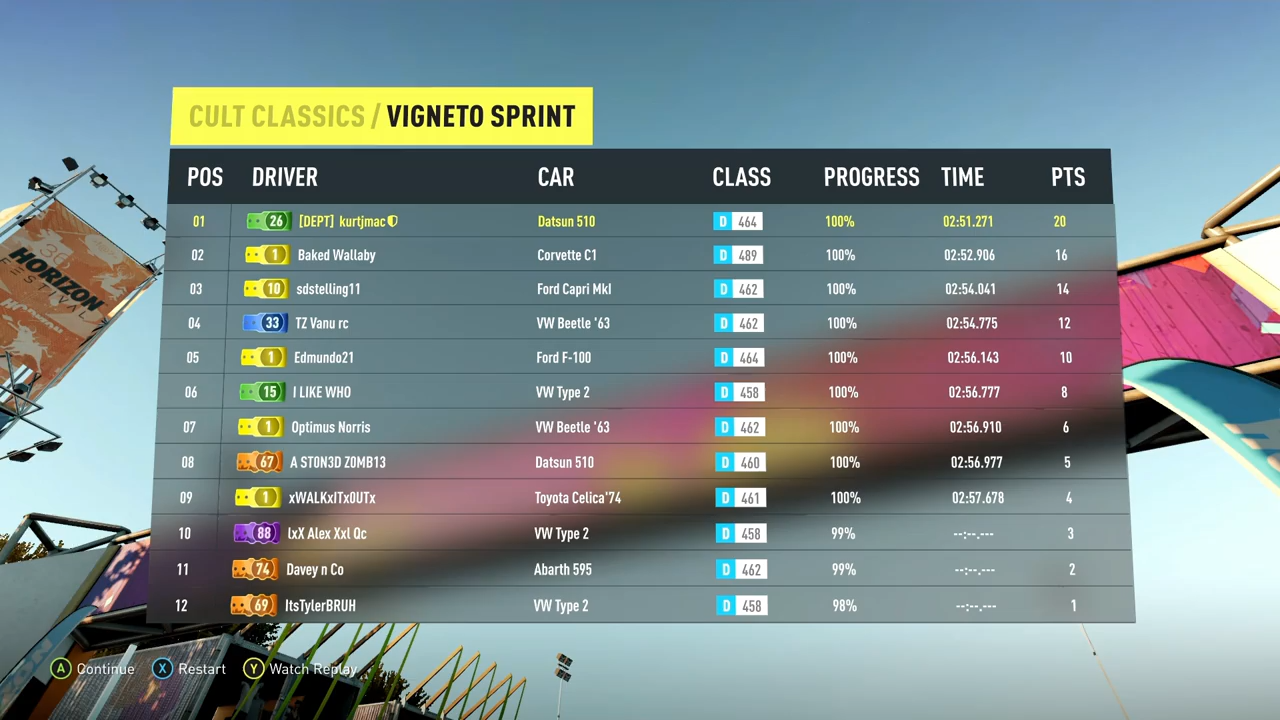 CULT CLASSICS / VIGNETO SPRINT
POS DRIVER CAR CLASS PROGRESS TIME PTS
01 26 [DEPT] kurtjmac Datsun 510 D 464 100% 02:51.271 20
02 1 Baked Wallaby Corvette C1 D 489 100% 02:52.906 16
03 10 sdstelling11 Ford Capri MkI D 462 100% 02:54.041 14
04 33 TZ Vanu rc VW Beetle '63 D 462 100% 02:54.775 12
05 1 Edmundo21 Ford F-100 D 464 100% 02:56.143 10
06 15 I LIKE WHO VW Type 2 D 458 100% 02:56.777 8
07 1 Optimus Norris VW Beetle '63 D 462 100% 02:56.910 6
08 67 A ST0N3D Z0MB13 Datsun 510 D 460 100% 02:56.977 5
09 1 xWALKxITx0UTx Toyota Celica'74 D 461 100% 02:57.678 4
10 88 IxX Alex XxI Qc VW Type 2 D 458 99% --:--.--- 3
11 74 Davey n Co Abarth 595 D 462 99% --:--.--- 2
12 69 ItsTylerBRUH VW Type 2 D 458 98% --:--.--- 1
HORIZON
FESTIVAL
A Continue X Restart Y Watch Replay